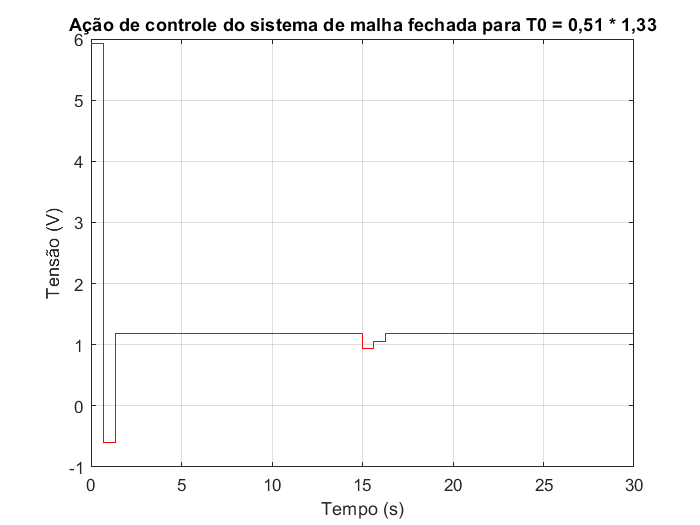 Ação de controle do sistema de malha fechada para T0 = 0,51 * 1,33
6
5
4
3
2
1
0
-1
Tensão (V)
0 5 10 15 20 25 30
Tempo (s)